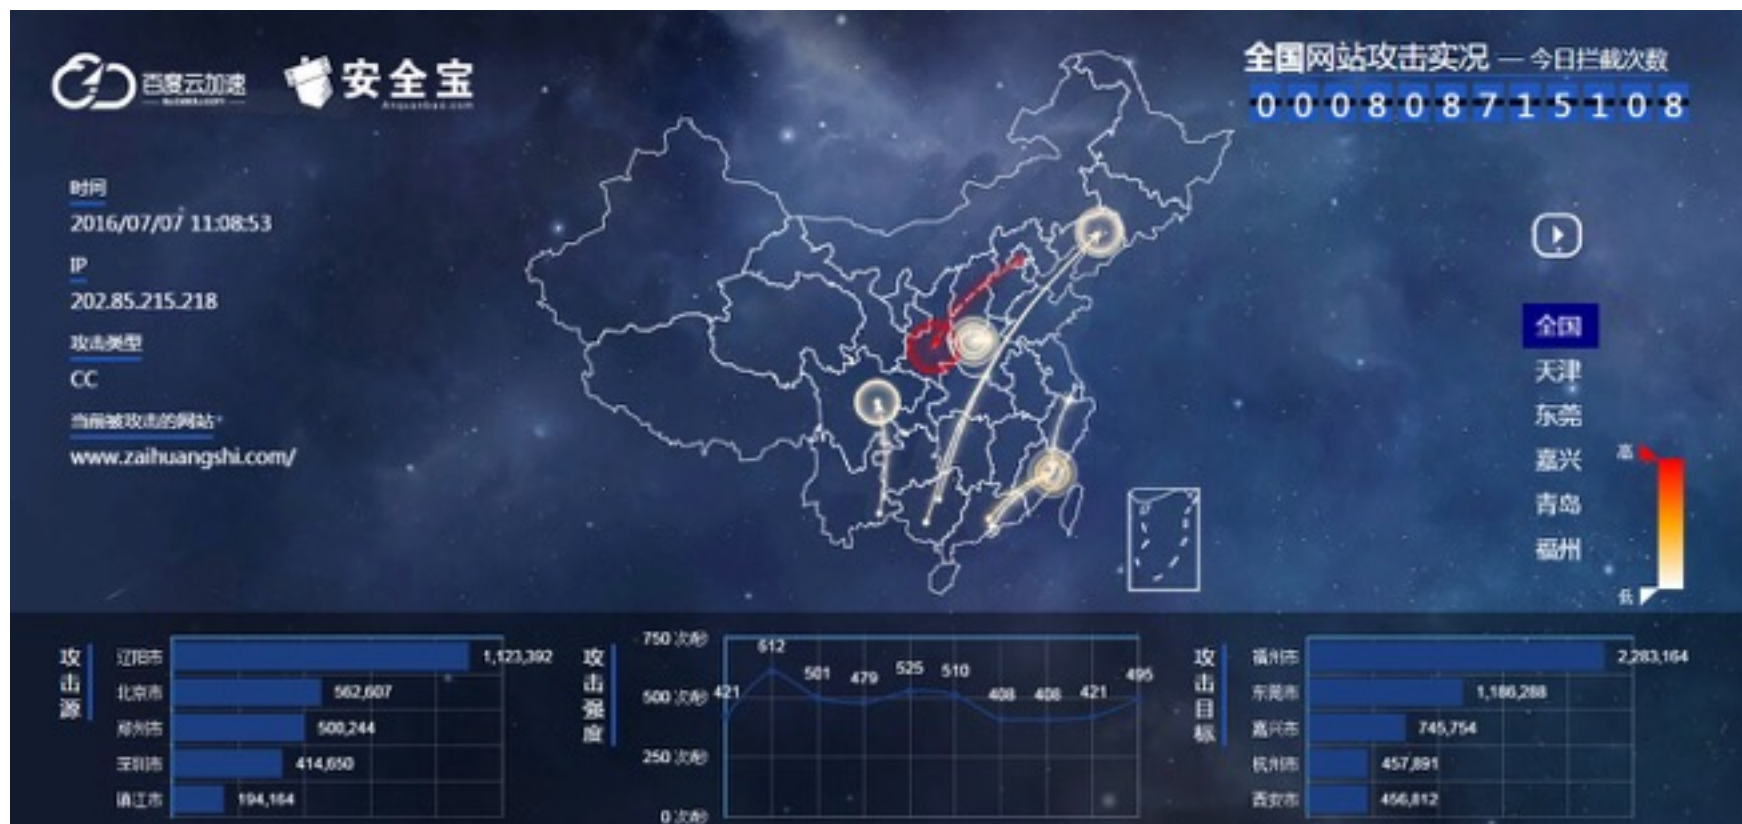 百度云加速
安全宝
Anquanbao.com
全国网站攻击实况 — 今日拦截次数
000808715108
时间
2016/07/07 11:08:53
IP
202.85.215.218
攻击类型
CC
当前被攻击的网站
www.zaihuangshi.com/
全国
天津
东莞
嘉兴
青岛
福州
高
低
攻击源
辽阳市 1,123,392
北京市 562,607
郑州市 500,244
深圳市 414,650
镇江市 194,164
攻击强度
750 次/秒
500 次/秒
250 次/秒
0 次/秒
421 612 501 479 525 510 408 408 421 495
攻击目标
福州市 2,283,164
东莞市 1,186,288
嘉兴市 745,754
杭州市 457,891
西安市 456,812